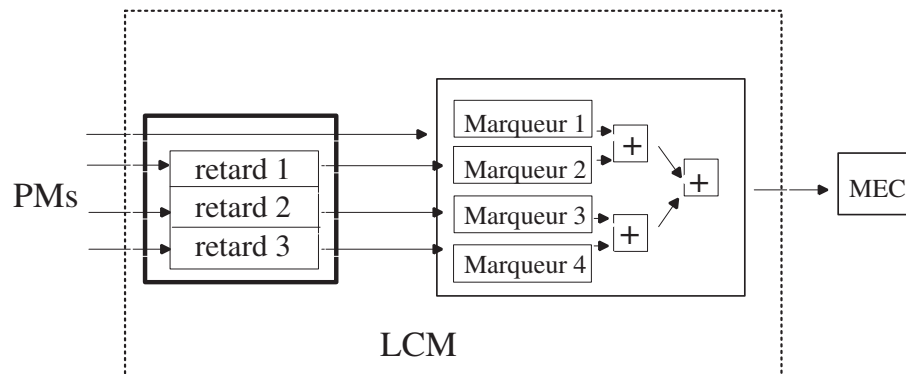 PMs
retard 1
retard 2
retard 3
Marqueur 1
Marqueur 2
Marqueur 3
Marqueur 4
+
+
+
MEC
LCM